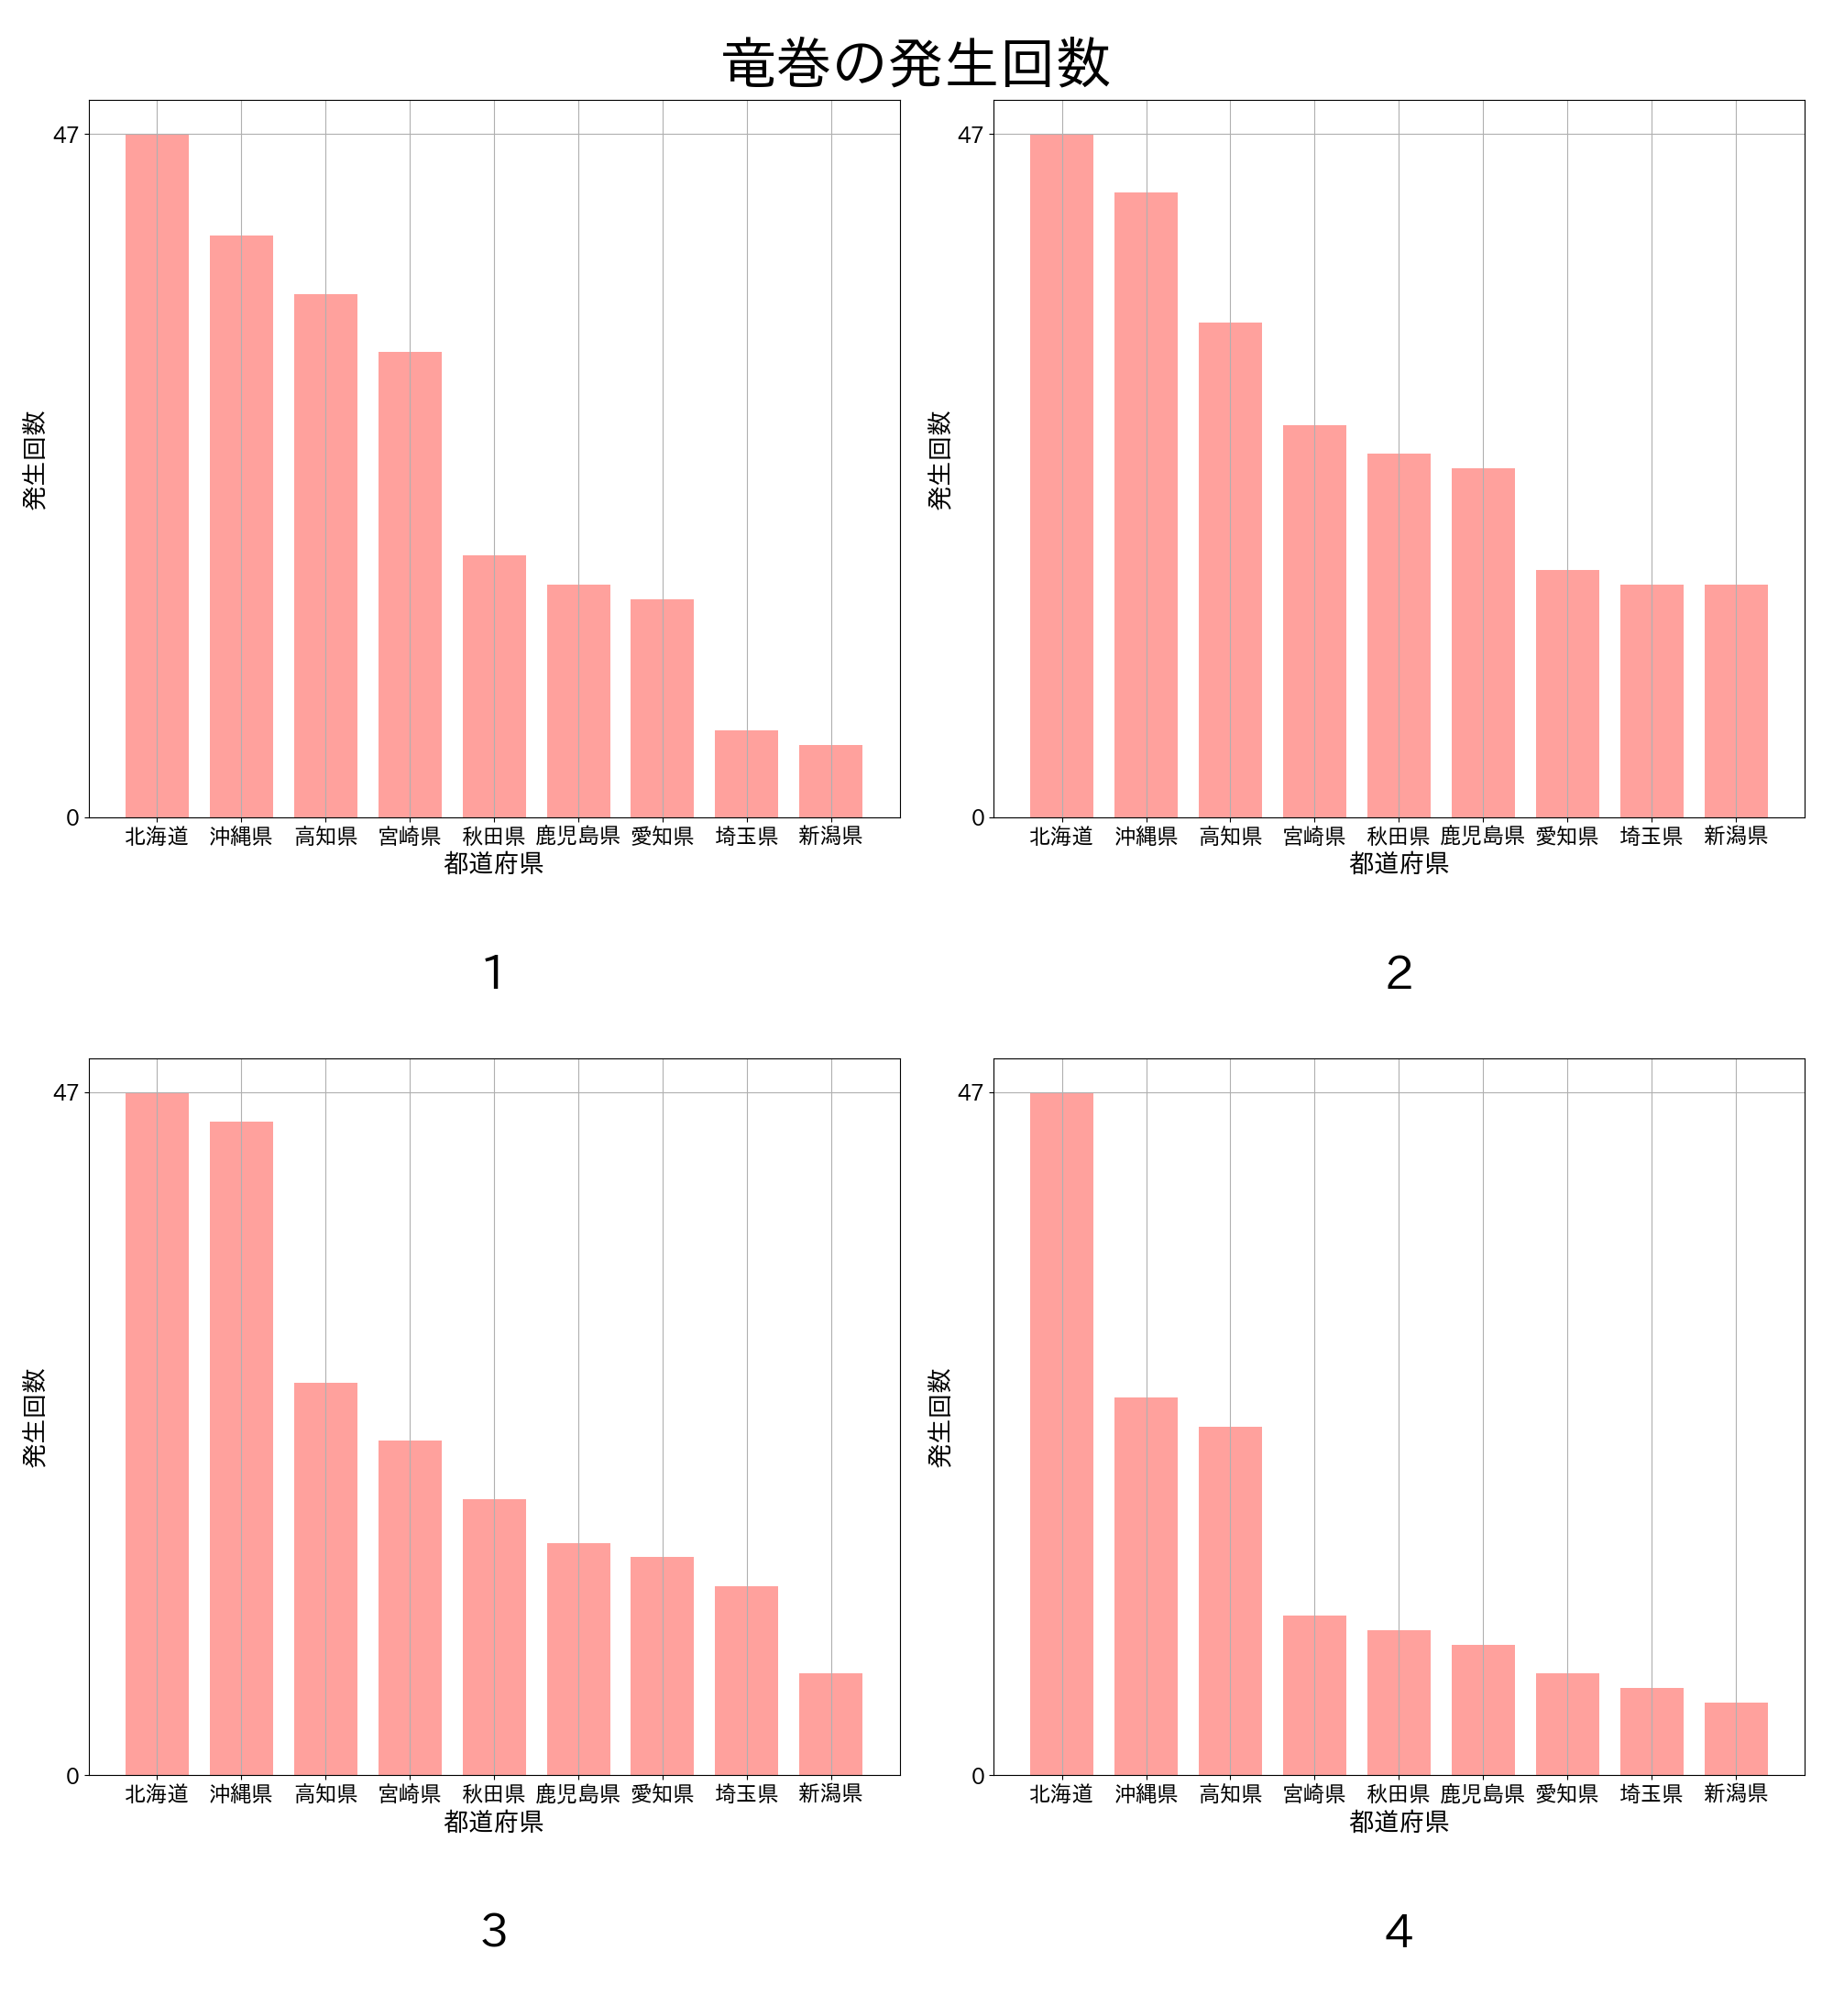 竜巻の発生回数
47
0
発生回数
北海道 沖縄県 高知県 宮崎県 秋田県 鹿児島県 愛知県 埼玉県 新潟県
都道府県
1
47
0
発生回数
北海道 沖縄県 高知県 宮崎県 秋田県 鹿児島県 愛知県 埼玉県 新潟県
都道府県
2
47
0
発生回数
北海道 沖縄県 高知県 宮崎県 秋田県 鹿児島県 愛知県 埼玉県 新潟県
都道府県
3
47
0
発生回数
北海道 沖縄県 高知県 宮崎県 秋田県 鹿児島県 愛知県 埼玉県 新潟県
都道府県
4